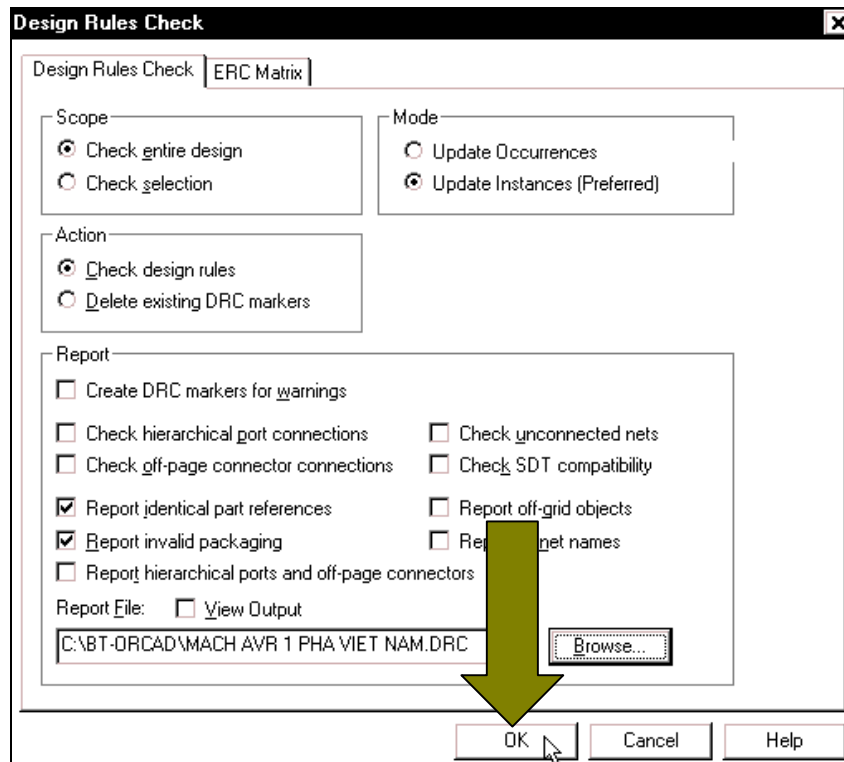 Design Rules Check
Design Rules Check ERC Matrix
Scope
Check entire design
Check selection
Mode
Update Occurrences
Update Instances (Preferred)
Action
Check design rules
Delete existing DRC markers
Report
Create DRC markers for warnings
Check hierarchical port connections
Check unconnected nets
Check off-page connector connections
Check SDT compatibility
Report identical part references
Report off-grid objects
Report invalid packaging
net names
Report hierarchical ports and off-page connectors
Report File: View Output
C:\BT-ORCAD\MACH AVR 1 PHA VIET NAM.DRC
Browse...
OK Cancel Help